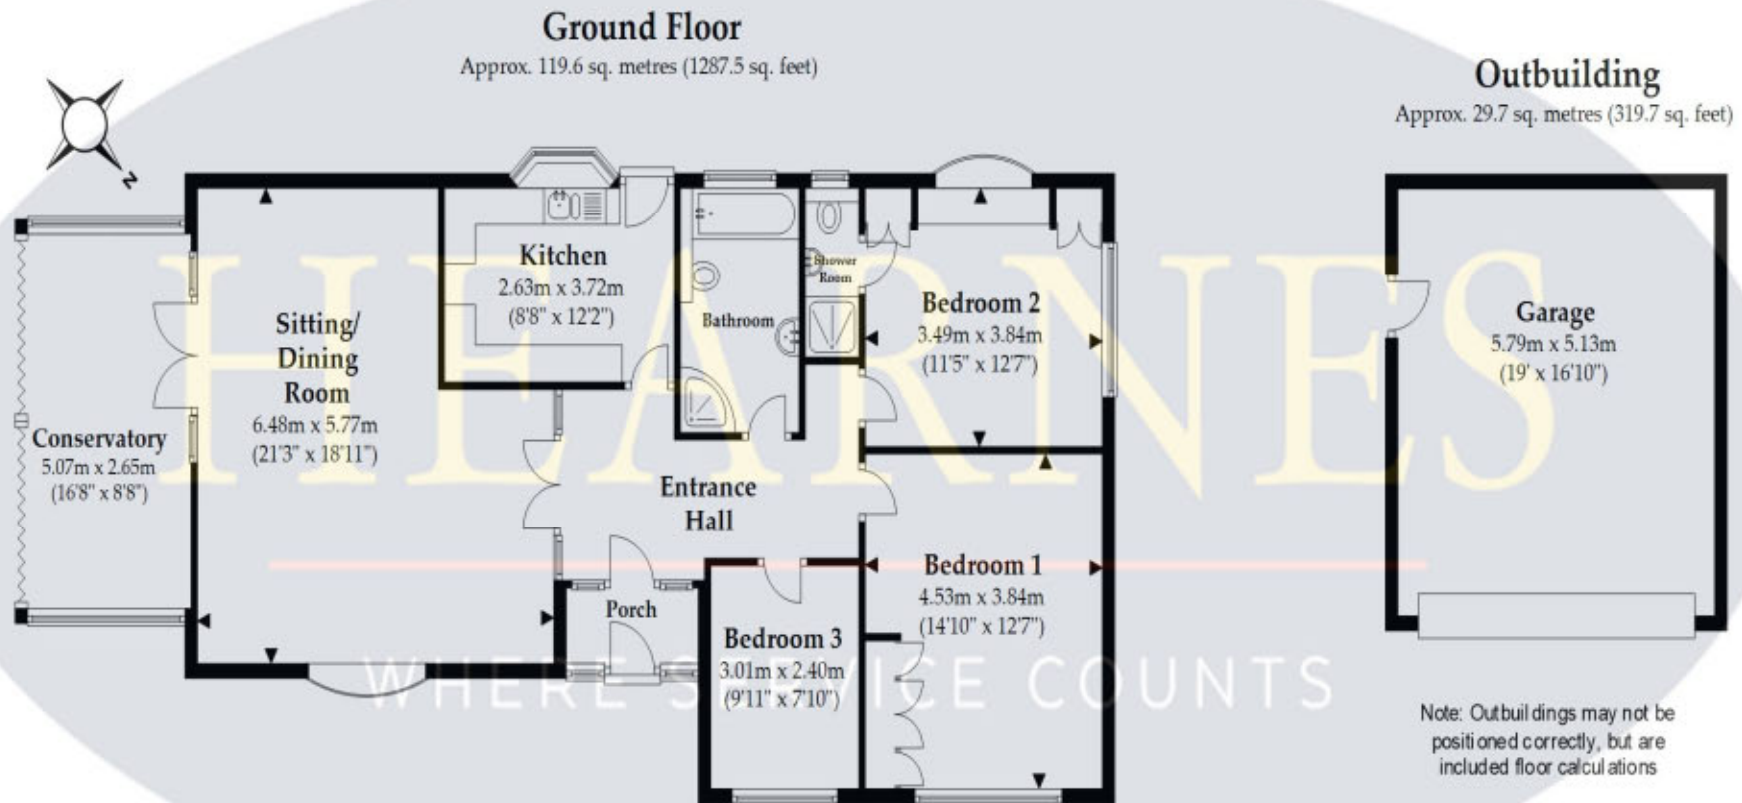 Ground Floor
Approx. 119.6 sq. metres (1287.5 sq. feet)
Outbuilding
Approx. 29.7 sq. metres (319.7 sq. feet)
N
Kitchen
2.63m x 3.72m
(8'8" x 12'2")
Shower
Room
Bathroom
Bedroom 2
3.49m x 3.84m
(11'5" x 12'7")
Sitting/
Dining
Room
6.48m x 5.77m
(21'3" x 18'11")
Conservatory
5.07m x 2.65m
(16'8" x 8'8")
Garage
5.79m x 5.13m
(19' x 16'10")
HEARNES
Entrance
Hall
Bedroom 1
4.53m x 3.84m
(14'10" x 12'7")
Porch
Bedroom 3
3.01m x 2.40m
(9'11" x 7'10")
WHERE SERVICE COUNTS
Note: Outbuildings may not be
positioned correctly, but are
included floor calculations